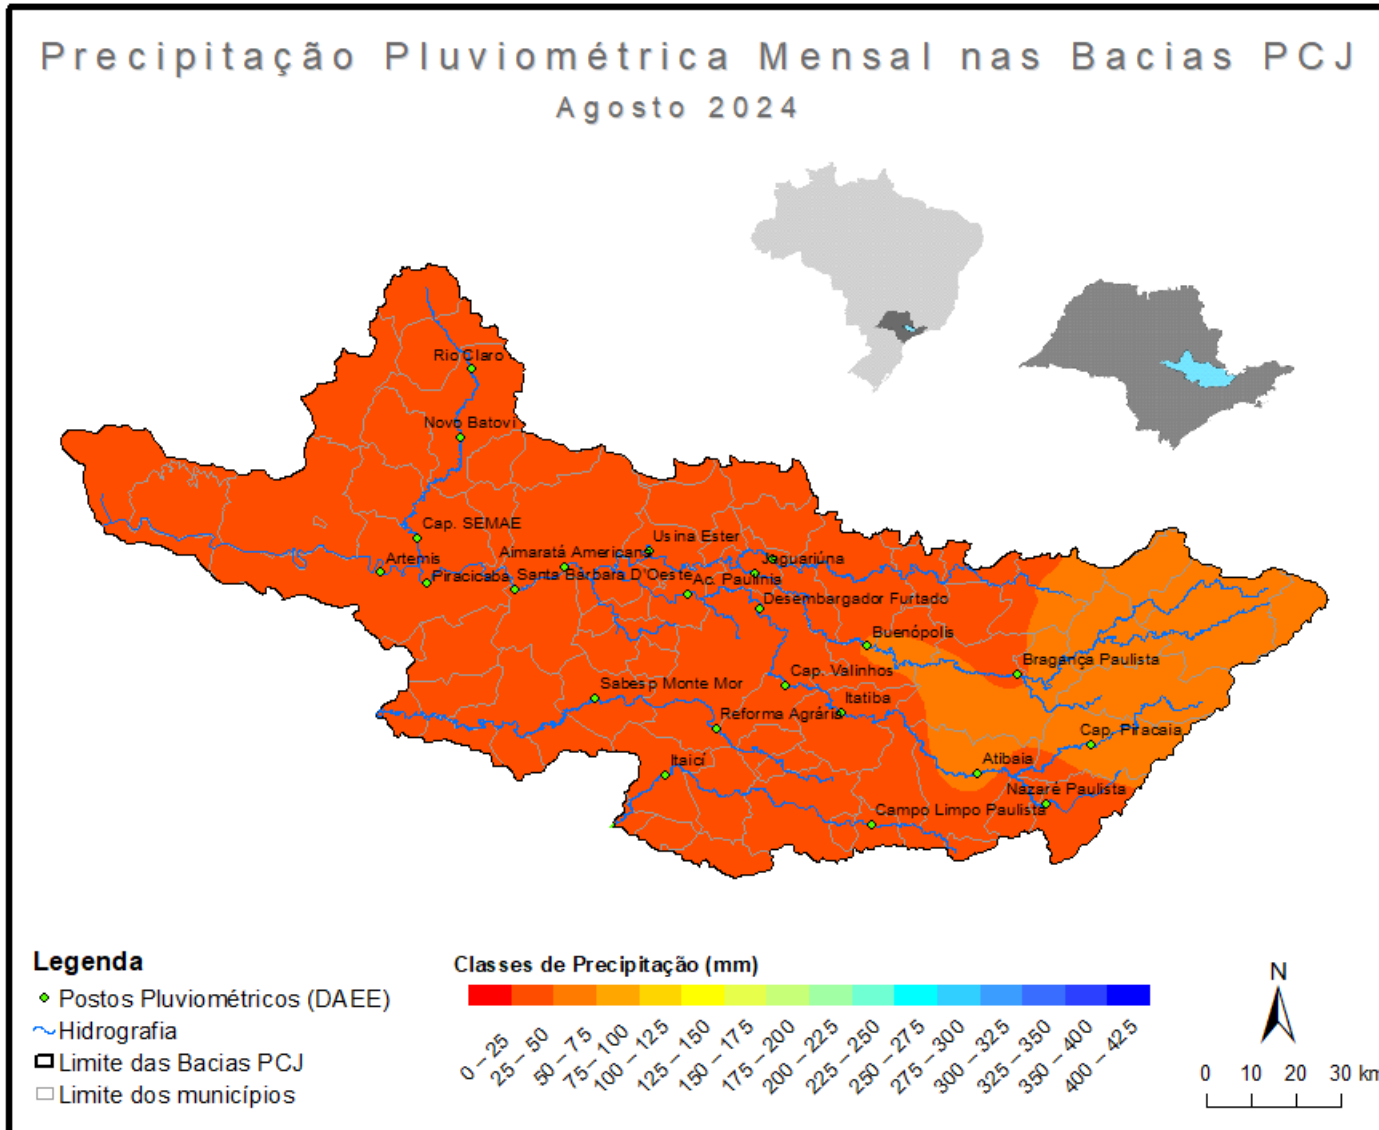 Precipitação Pluviométrica Mensal nas Bacias PCJ
Agosto 2024
Rio Claro
Novo Batovi
Cap. SEMAE
Usina Ester
Aimaratá Americana
Jaguariúna
Artemis
Piracicaba
Santa Bárbara D'Oeste
Ac. Paulínia
Desembargador Furtado
Buenópolis
Bragança Paulista
Cap. Valinhos
Sabesp Monte Mor
Itatiba
Reforma Agrária
Cap. Piracaia
Itaici
Atibaia
Nazaré Paulista
Campo Limpo Paulista
Legenda
Postos Pluviométricos (DAEE)
Hidrografia
Limite das Bacias PCJ
Limite dos municípios
Classes de Precipitação (mm)
0 – 25
25 – 50
50 – 75
75 – 100
100 – 125
125 – 150
150 – 175
175 – 200
200 – 225
225 – 250
250 – 275
275 – 300
300 – 325
325 – 350
350 – 400
400 – 425
N
0 10 20 30 km